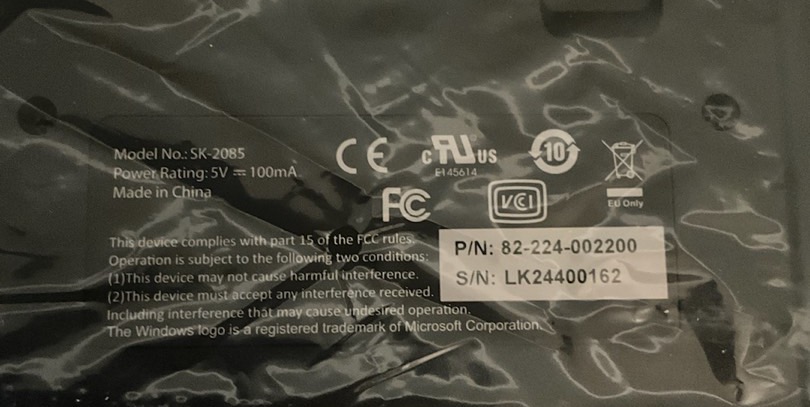 Model No.: SK-2085
Power Rating: 5V ⎓ 100mA
Made in China
CE
c RU US
E145614
10
EU Only
FC
VCI
This device complies with part 15 of the FCC rules.
Operation is subject to the following two conditions:
(1)This device may not cause harmful interference.
(2)This device must accept any interference received.
Including interference that may cause undesired operation.
The Windows logo is a registered trademark of Microsoft Corporation.
P/N: 82-224-002200
S/N: LK24400162